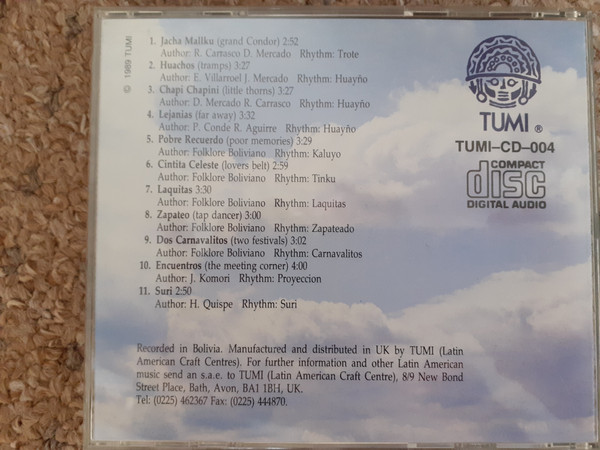 © 1989 TUMI
1. Jacha Mallku (grand Condor) 2:52
Author: R. Carrasco D. Mercado Rhythm: Trote
2. Huachos (tramps) 3:27
Author: E. Villarroel J. Mercado Rhythm: Huayño
3. Chapi Chapini (little thorns) 3:27
Author: D. Mercado R. Carrasco Rhythm: Huayño
4. Lejanias (far away) 3:32
Author: P. Conde R. Aguirre Rhythm: Huayño
5. Pobre Recuerdo (poor memories) 3:29
Author: Folklore Boliviano Rhythm: Kaluyo
6. Cintita Celeste (lovers belt) 2:59
Author: Folklore Boliviano Rhythm: Tinku
7. Laquitas 3:30
Author: Folklore Boliviano Rhythm: Laquitas
8. Zapateo (tap dancer) 3:00
Author: Folklore Boliviano Rhythm: Zapateado
9. Dos Carnavalitos (two festivals) 3:02
Author: Folklore Boliviano Rhythm: Carnavalitos
10. Encuentros (the meeting corner) 4:00
Author: J. Komori Rhythm: Proyeccion
11. Suri 2:50
Author: H. Quispe Rhythm: Suri
TUMI ®
TUMI-CD-004
COMPACT
disc
DIGITAL AUDIO
Recorded in Bolivia. Manufactured and distributed in UK by TUMI (Latin
American Craft Centres). For further information and other Latin American
music send an s.a.e. to TUMI (Latin American Craft Centre), 8/9 New Bond
Street Place, Bath, Avon, BA1 1BH, UK.
Tel: (0225) 462367 Fax: (0225) 444870.